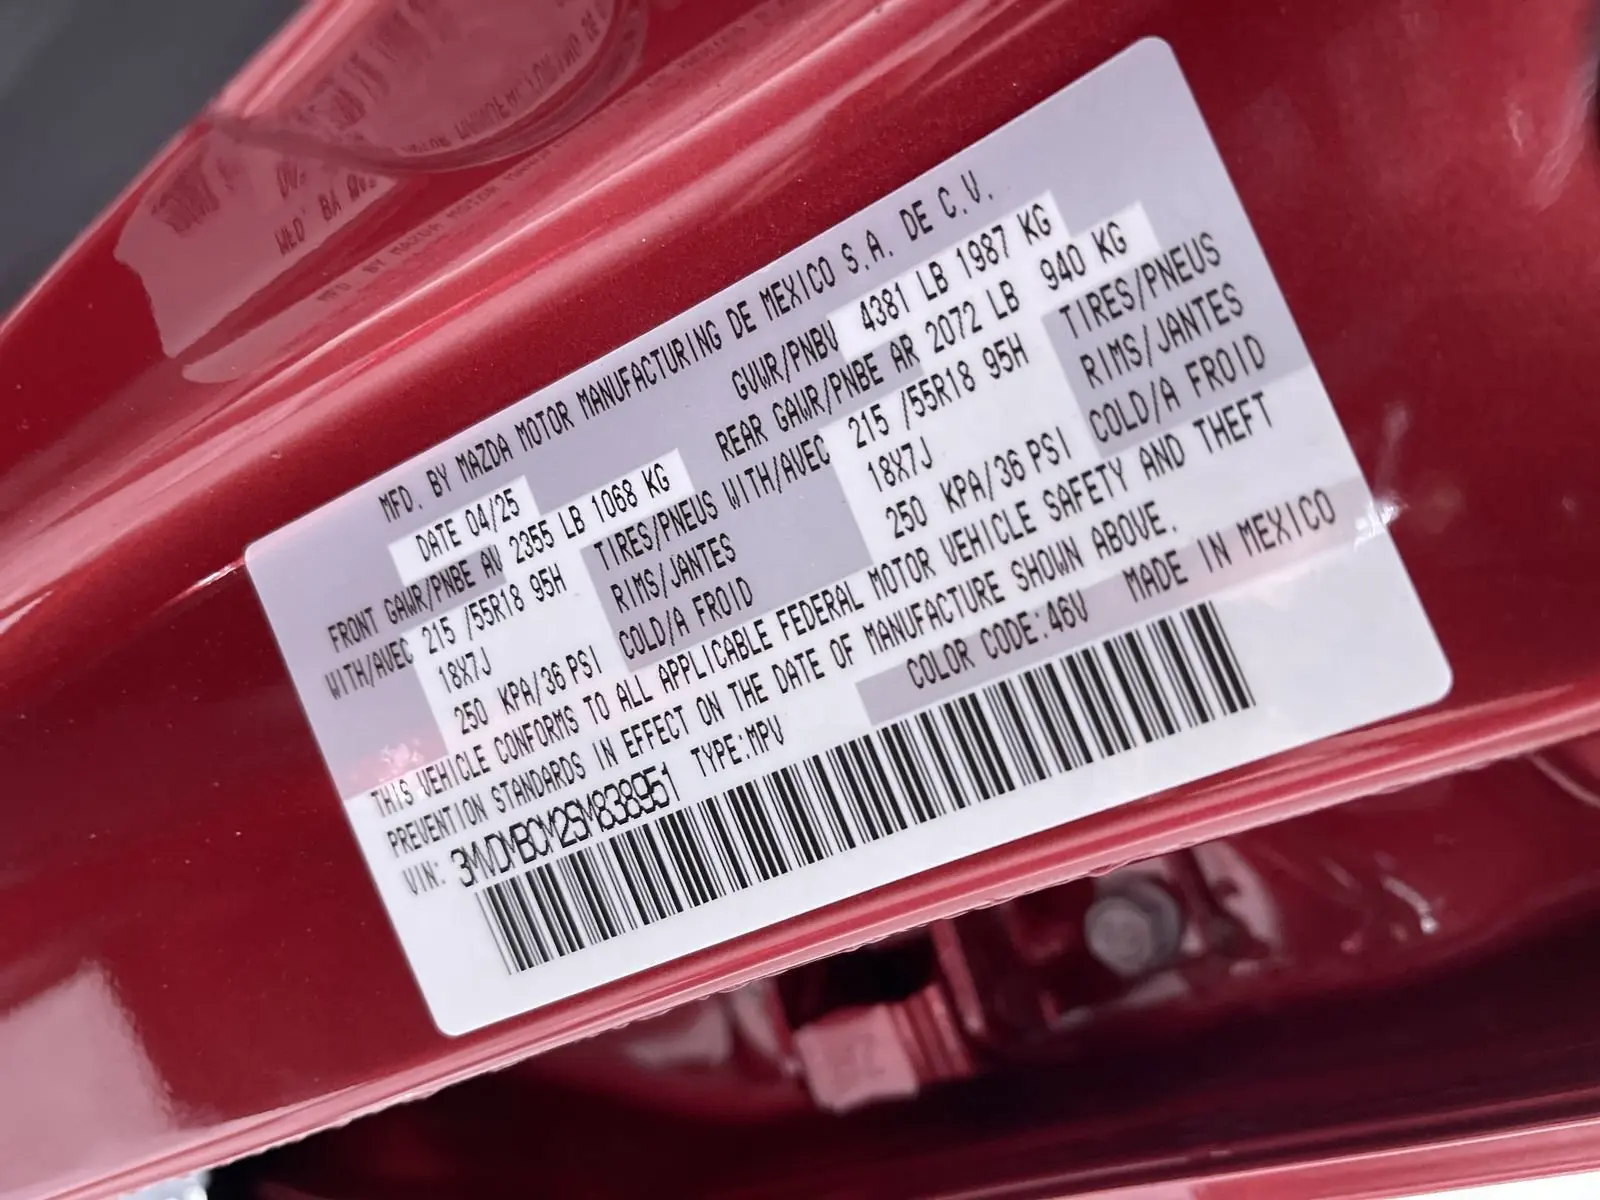 MFD. BY MAZDA MOTOR MANUFACTURING DE MEXICO S.A. DE C.V.
DATE 04/25 GVWR/PNBV 4381 LB 1987 KG
FRONT GAWR/PNBE AV 2355 LB 1068 KG REAR GAWR/PNBE AR 2072 LB 940 KG
WITH/AVEC 215 /55R18 95H TIRES/PNEUS WITH/AVEC 215 /55R18 95H TIRES/PNEUS
18X7J RIMS/JANTES 18X7J RIMS/JANTES
250 KPA/36 PSI COLD/A FROID 250 KPA/36 PSI COLD/A FROID
THIS VEHICLE CONFORMS TO ALL APPLICABLE FEDERAL MOTOR VEHICLE SAFETY AND THEFT
PREVENTION STANDARDS IN EFFECT ON THE DATE OF MANUFACTURE SHOWN ABOVE.
VIN: 3MVDMBCM2SM838951 TYPE:MPV COLOR CODE:46V MADE IN MEXICO